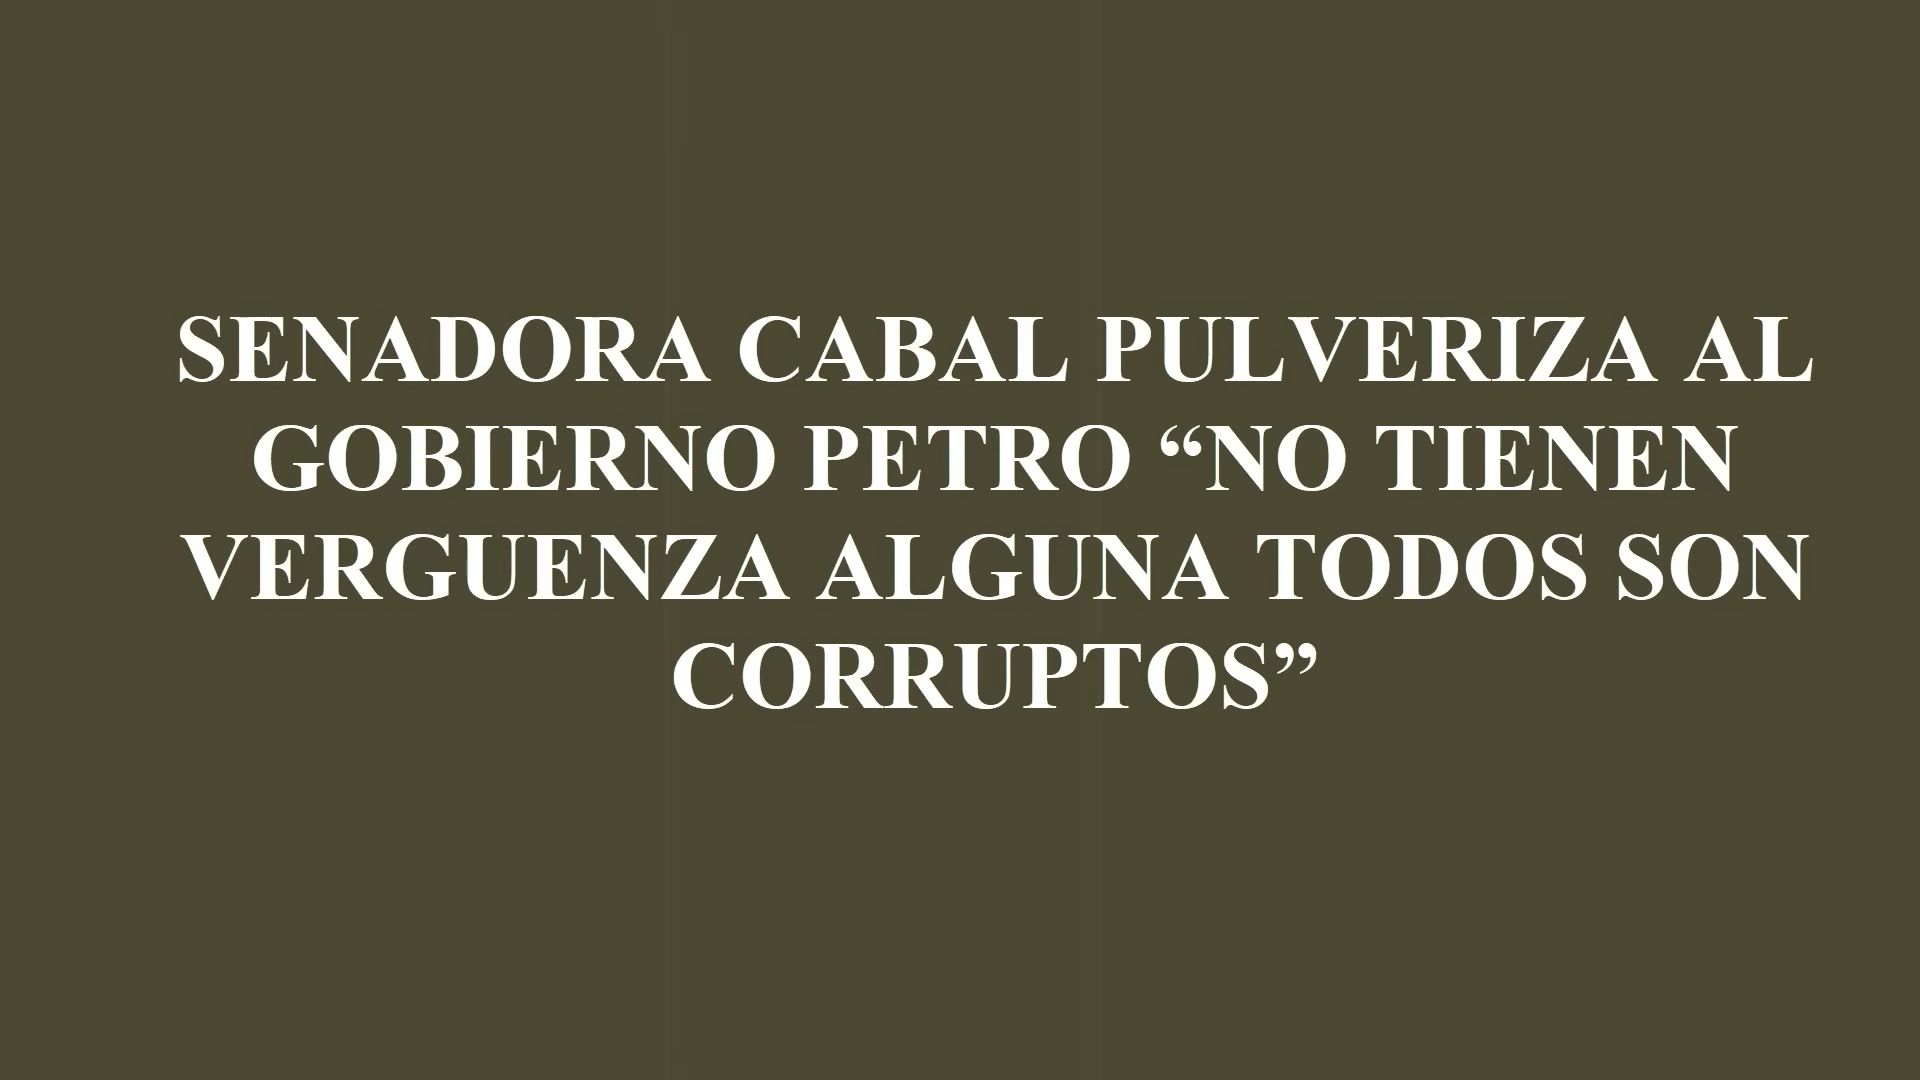 SENADORA CABAL PULVERIZA AL
GOBIERNO PETRO “NO TIENEN
VERGUENZA ALGUNA TODOS SON
CORRUPTOS”